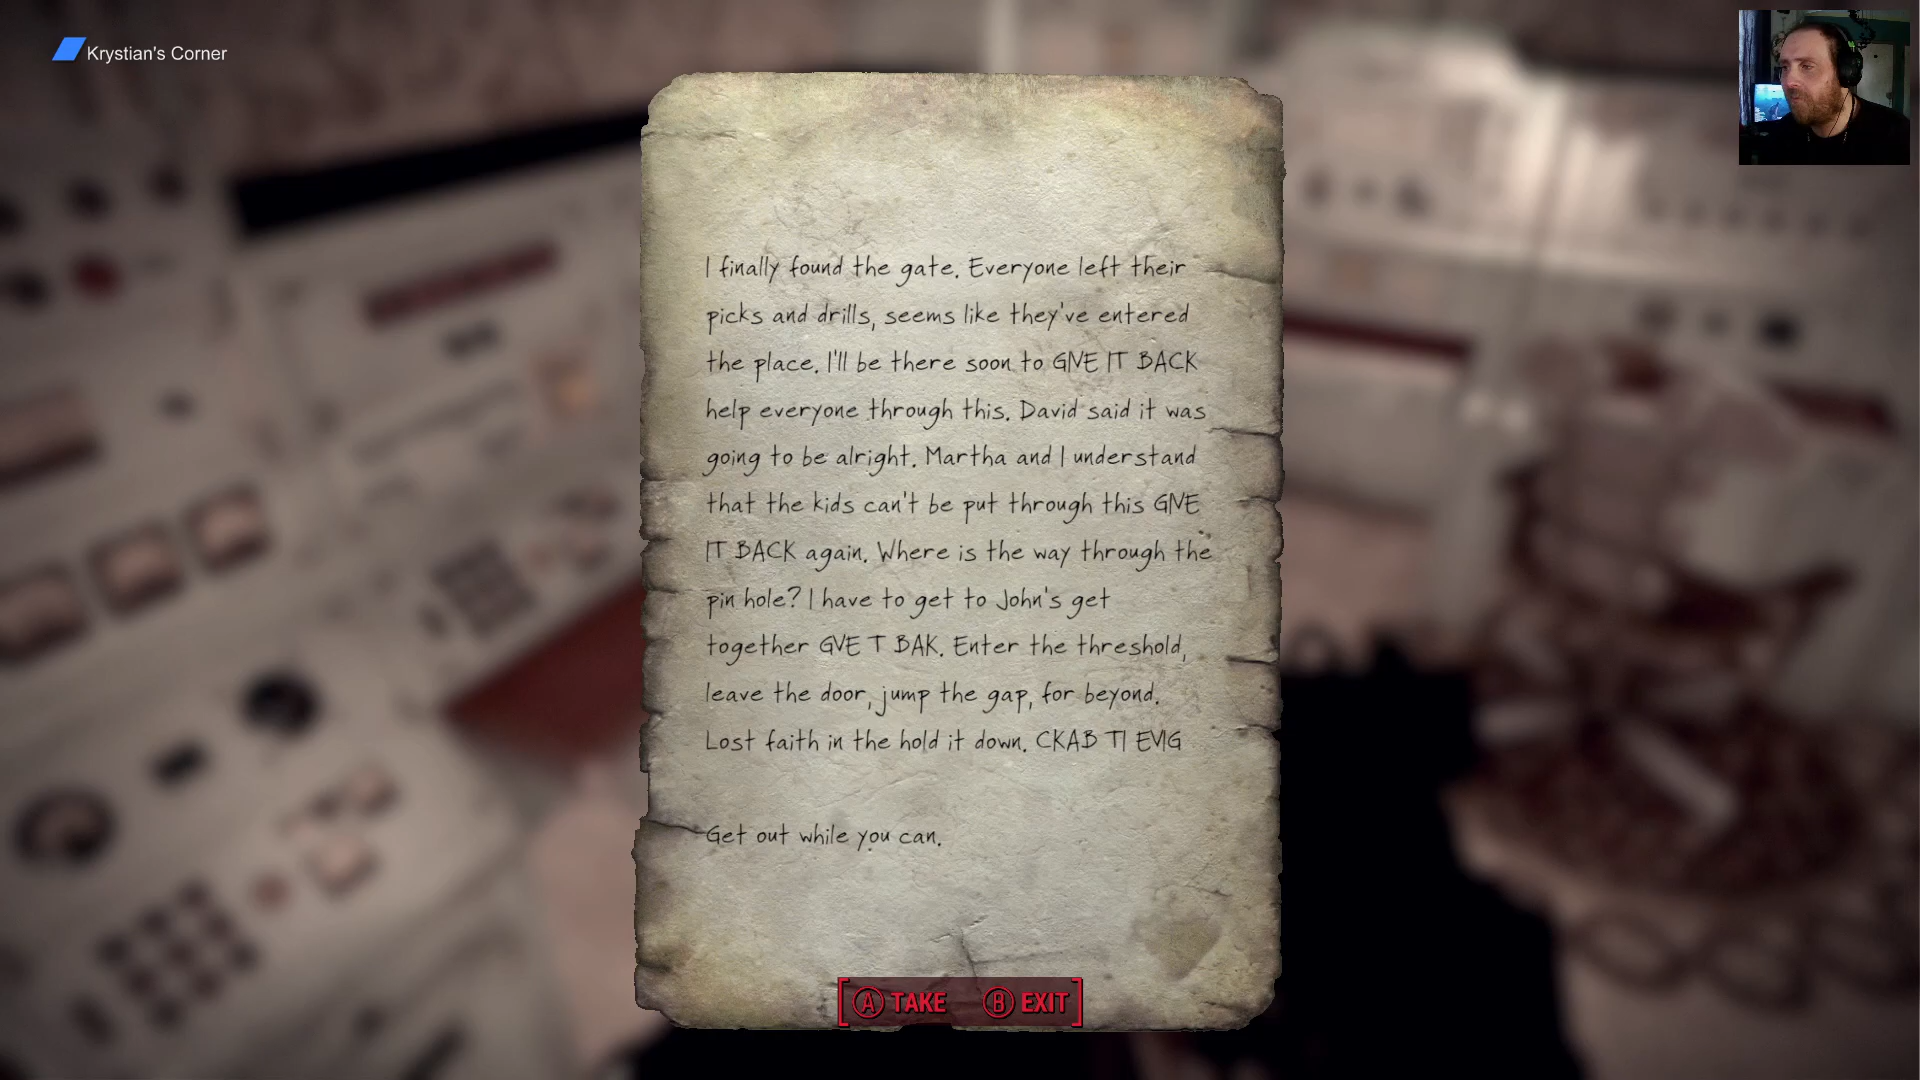 Krystian's Corner
I finally found the gate. Everyone left their
picks and drills, seems like they've entered
the place. I'll be there soon to GIVE IT BACK
help everyone through this. David said it was
going to be alright. Martha and I understand
that the kids can't be put through this GIVE
IT BACK again. Where is the way through the
pin hole? I have to get to John's get
together GVE T BAK. Enter the threshold,
leave the door, jump the gap, for beyond.
Lost faith in the hold it down. CKAB TI EVIG
Get out while you can.
A TAKE B EXIT